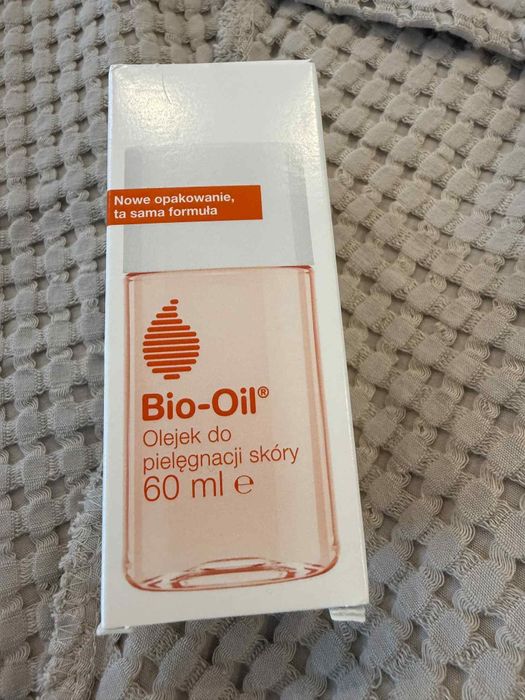 Nowe opakowanie,
ta sama formuła
Bio-Oil®
Olejek do
pielęgnacji skóry
60 ml ℮